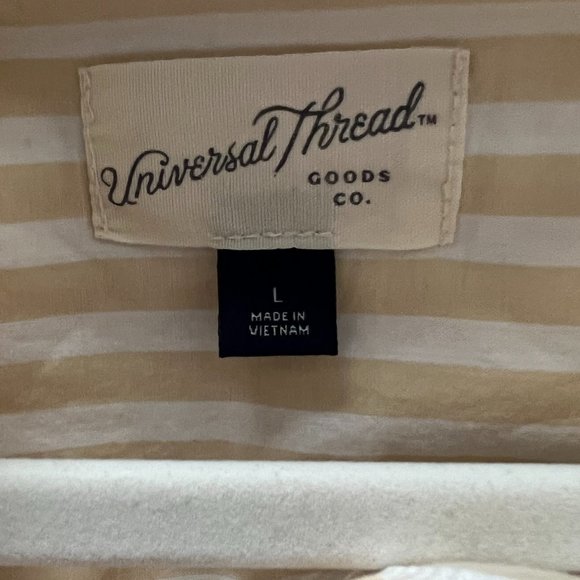 Universal Thread™
GOODS
CO.
L
MADE IN
VIETNAM